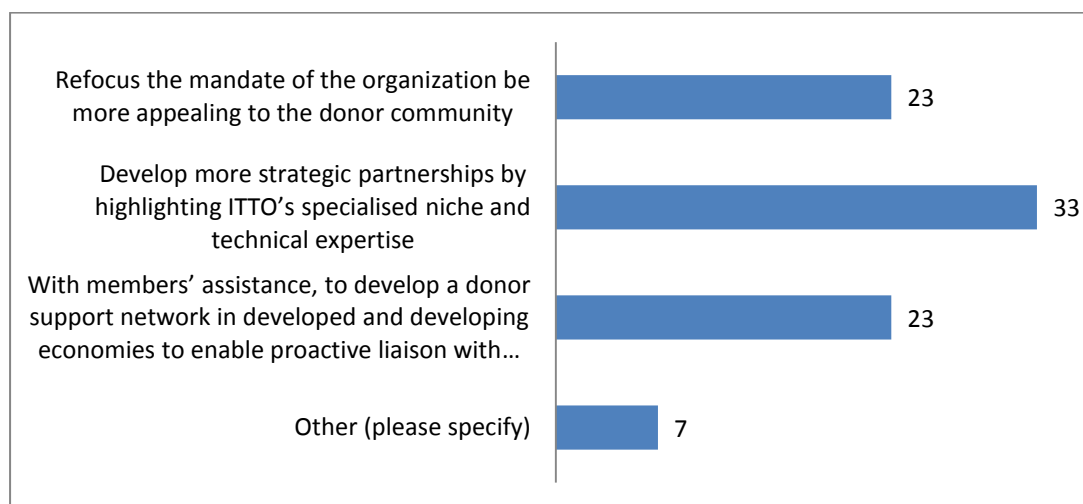 Refocus the mandate of the organization be
more appealing to the donor community
23
Develop more strategic partnerships by
highlighting ITTO’s specialised niche and
technical expertise
33
With members’ assistance, to develop a donor
support network in developed and developing
economies to enable proactive liaison with…
23
Other (please specify)
7